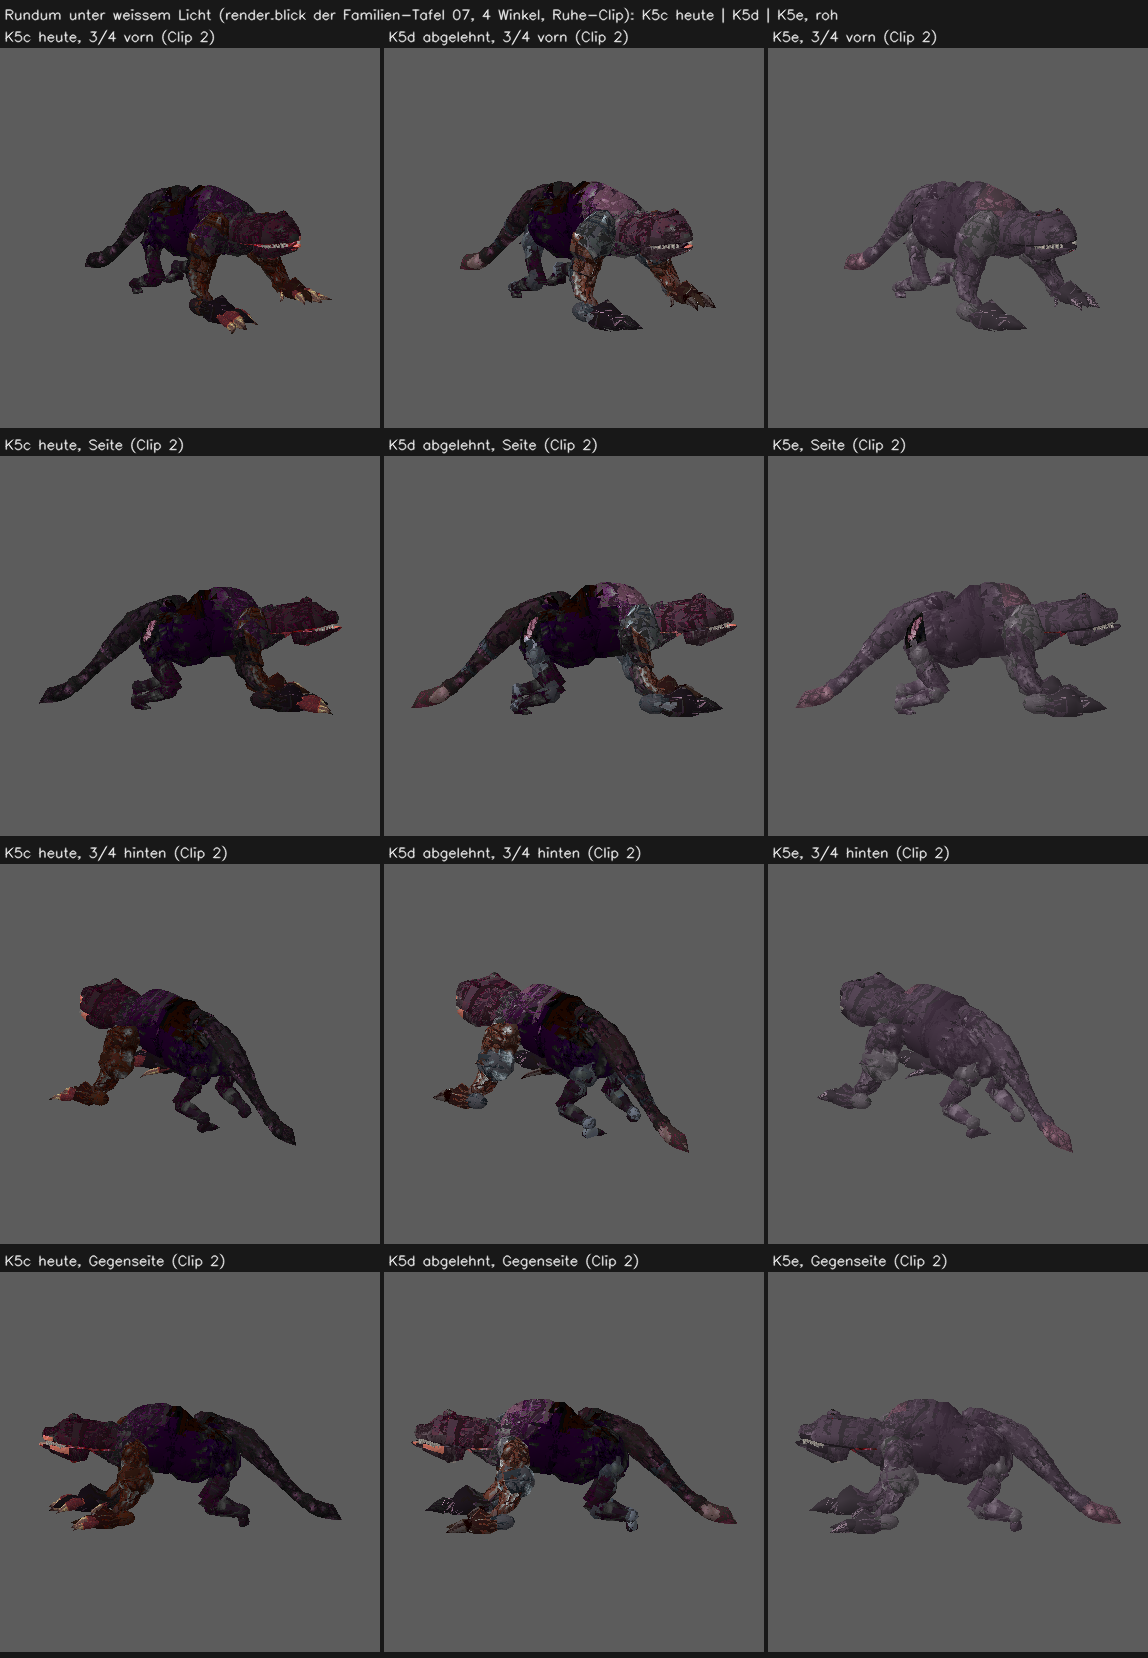 Rundum unter weissem Licht (render.blick der Familien-Tafel 07, 4 Winkel, Ruhe-Clip): K5c heute | K5d | K5e, roh
K5c heute, 3/4 vorn (Clip 2)
K5d abgelehnt, 3/4 vorn (Clip 2)
K5e, 3/4 vorn (Clip 2)
K5c heute, Seite (Clip 2)
K5d abgelehnt, Seite (Clip 2)
K5e, Seite (Clip 2)
K5c heute, 3/4 hinten (Clip 2)
K5d abgelehnt, 3/4 hinten (Clip 2)
K5e, 3/4 hinten (Clip 2)
K5c heute, Gegenseite (Clip 2)
K5d abgelehnt, Gegenseite (Clip 2)
K5e, Gegenseite (Clip 2)